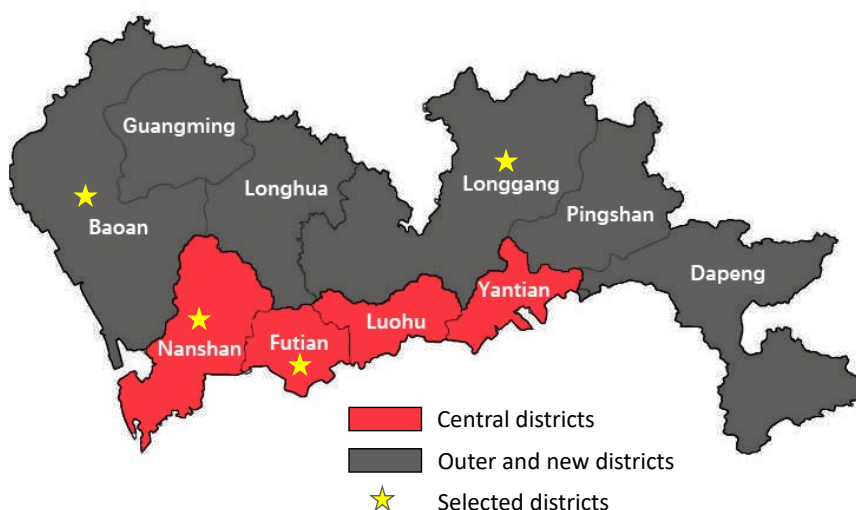 Guangming
Longhua
Longgang
Baoan
Pingshan
Dapeng
Yantian
Luohu
Futian
Nanshan
Central districts
Outer and new districts
Selected districts